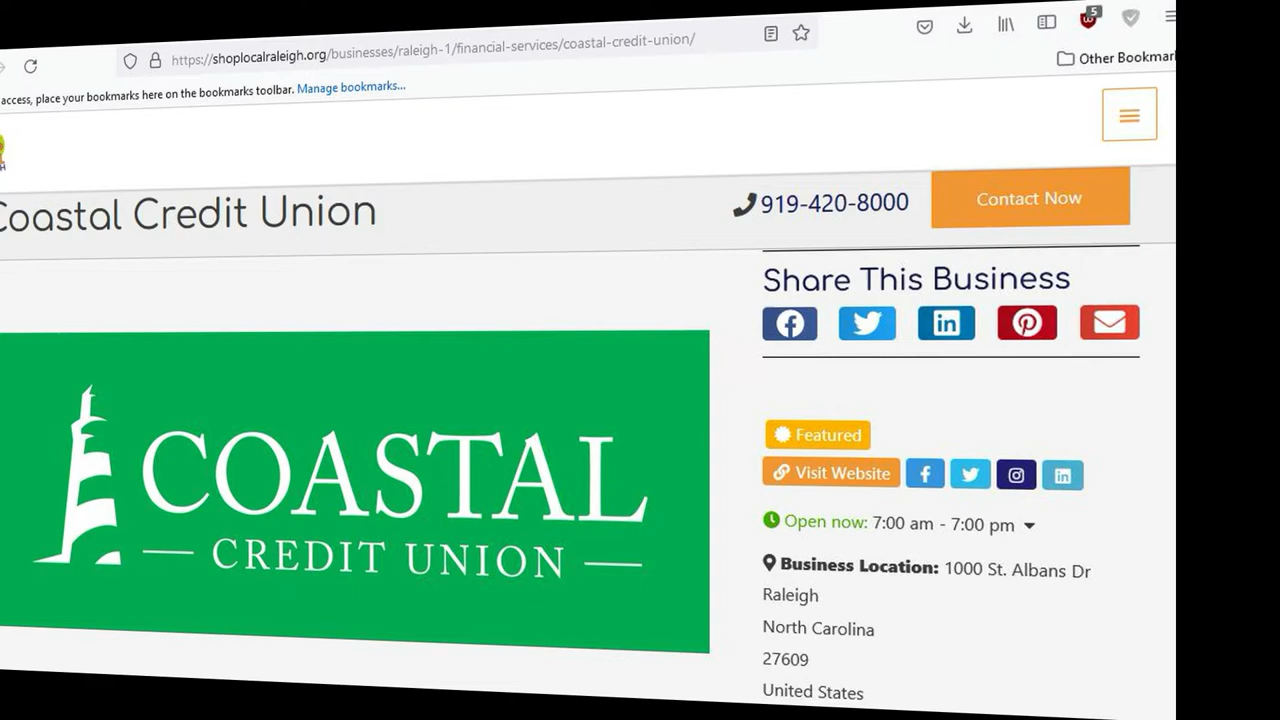 5
https://shoplocalraleigh.org/businesses/raleigh-1/financial-services/coastal-credit-union/
Other Bookmar
access, place your bookmarks here on the bookmarks toolbar. Manage bookmarks...
Coastal Credit Union
919-420-8000
Contact Now
Share This Business
COASTAL
CREDIT UNION
Featured
Visit Website
Open now: 7:00 am - 7:00 pm
Business Location: 1000 St. Albans Dr
Raleigh
North Carolina
27609
United States